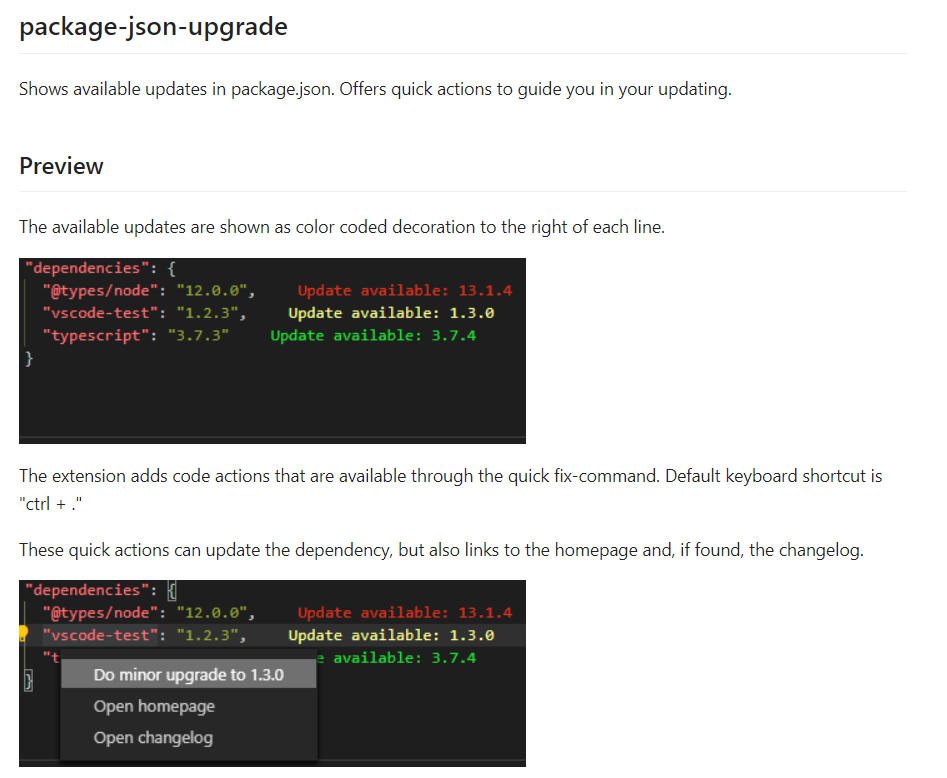 package-json-upgrade
Shows available updates in package.json. Offers quick actions to guide you in your updating.
Preview
The available updates are shown as color coded decoration to the right of each line.
"dependencies": {
"@types/node": "12.0.0", Update available: 13.1.4
"vscode-test": "1.2.3", Update available: 1.3.0
"typescript": "3.7.3" Update available: 3.7.4
}
The extension adds code actions that are available through the quick fix-command. Default keyboard shortcut is
"ctrl + ."
These quick actions can update the dependency, but also links to the homepage and, if found, the changelog.
"dependencies": {
"@types/node": "12.0.0", Update available: 13.1.4
"vscode-test": "1.2.3", Update available: 1.3.0
"t e available: 3.7.4
}
Do minor upgrade to 1.3.0
Open homepage
Open changelog